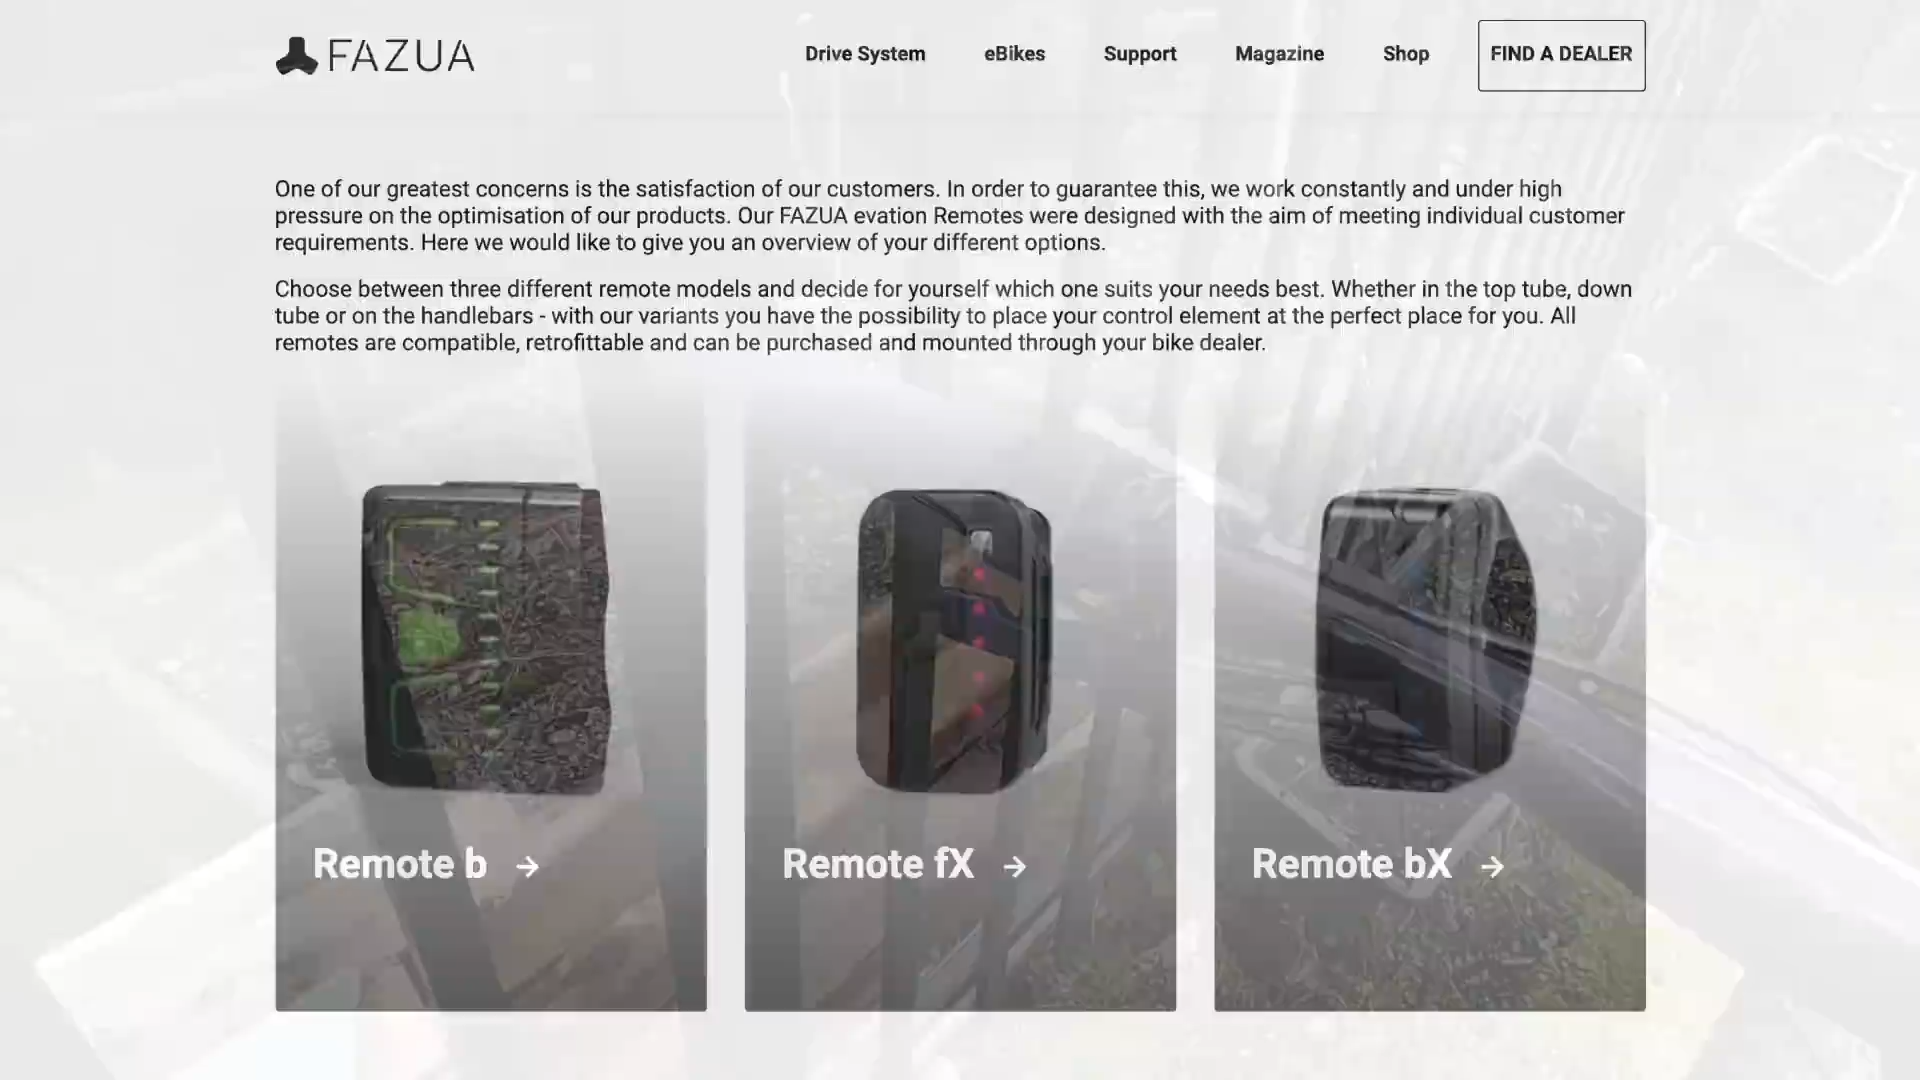 FAZUA
Drive System
eBikes
Support
Magazine
Shop
FIND A DEALER
One of our greatest concerns is the satisfaction of our customers. In order to guarantee this, we work constantly and under high
pressure on the optimisation of our products. Our FAZUA evation Remotes were designed with the aim of meeting individual customer
requirements. Here we would like to give you an overview of your different options.
Choose between three different remote models and decide for yourself which one suits your needs best. Whether in the top tube, down
tube or on the handlebars - with our variants you have the possibility to place your control element at the perfect place for you. All
remotes are compatible, retrofittable and can be purchased and mounted through your bike dealer.
Remote b →
Remote fX →
Remote bX →